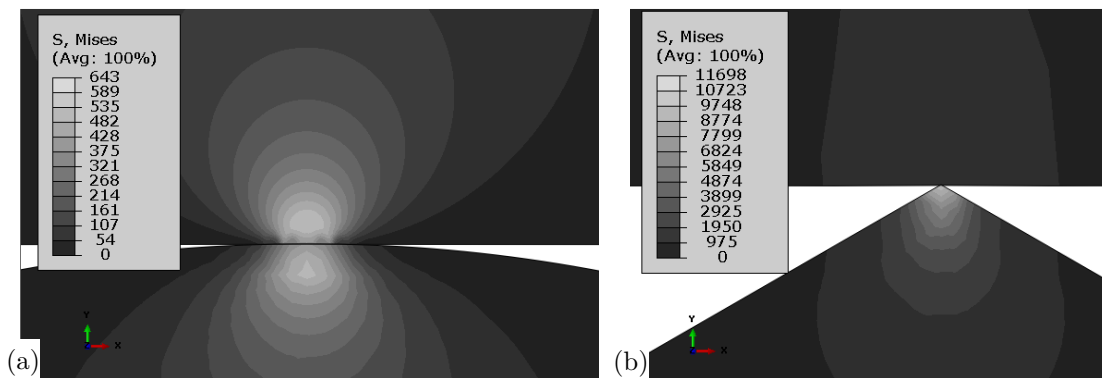 S, Mises
(Avg: 100%)
643
589
535
482
428
375
321
268
214
161
107
54
0
Y
X
(a)
S, Mises
(Avg: 100%)
11698
10723
9748
8774
7799
6824
5849
4874
3899
2925
1950
975
0
Y
X
(b)